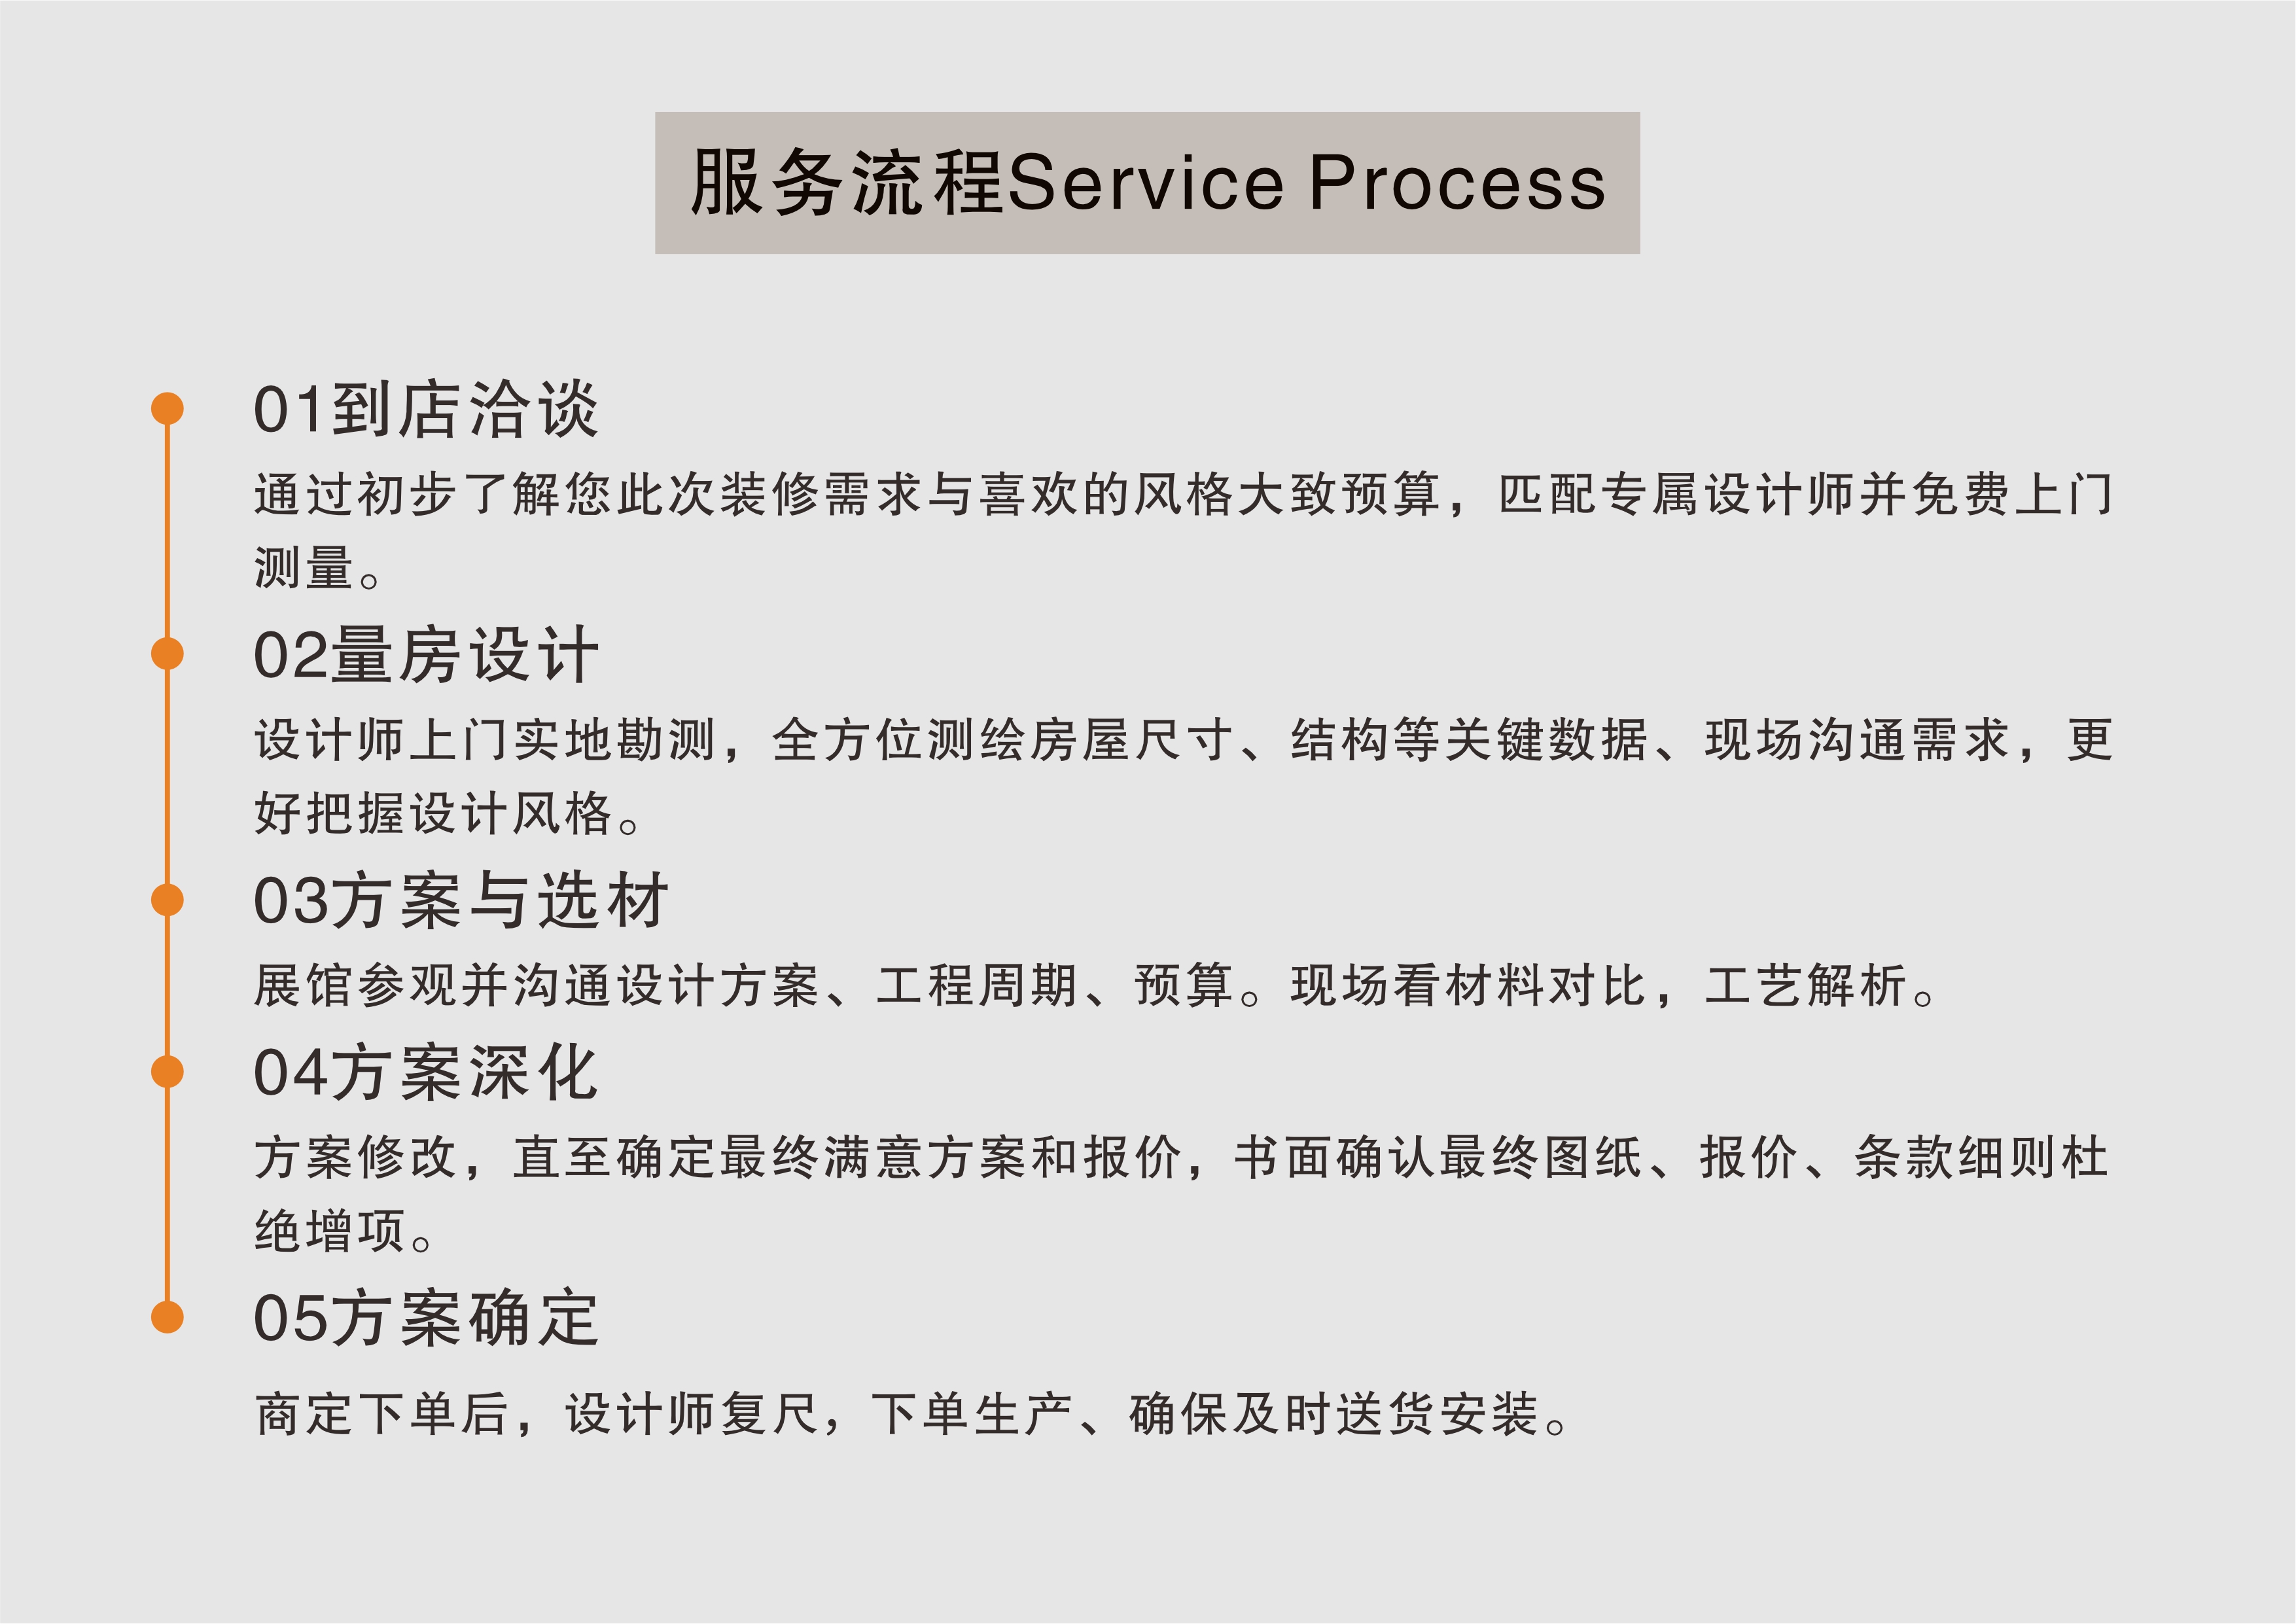 服务流程Service Process
01到店洽谈
通过初步了解您此次装修需求与喜欢的风格大致预算，匹配专属设计师并免费上门
测量。
02量房设计
设计师上门实地勘测，全方位测绘房屋尺寸、结构等关键数据、现场沟通需求，更
好把握设计风格。
03方案与选材
展馆参观并沟通设计方案、工程周期、预算。现场看材料对比，工艺解析。
04方案深化
方案修改，直至确定最终满意方案和报价，书面确认最终图纸、报价、条款细则杜
绝增项。
05方案确定
商定下单后，设计师复尺，下单生产、确保及时送货安装。